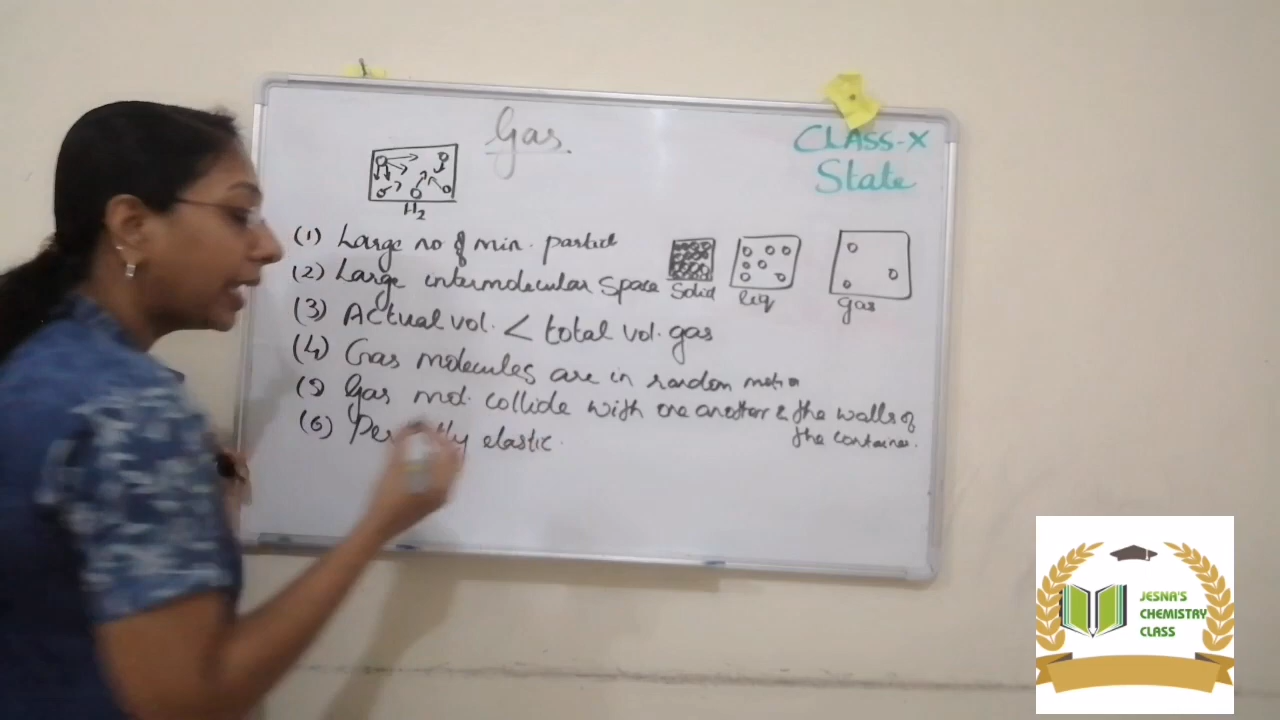 Gas.
CLASS-X
State
H2
(1) Large no of min. particle
(2) Large intermolecular space
Solid
liq
gas
(3) Actual vol. < total vol. gas
(4) Gas molecules are in random motion
(5) Gas mol. collide with one another & the walls of
the container.
(6) elastic.
JESNA'S
CHEMISTRY
CLASS